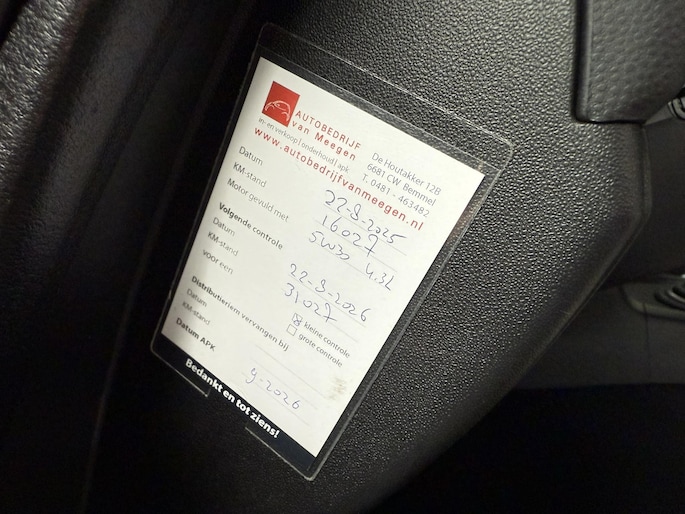 AUTOBEDRIJF
van Meegen
in- en verkoop | onderhoud | apk
De Houtakker 12B
6681 CW Bemmel
T. 0481 - 463482
www.autobedrijfvanmeegen.nl
Datum 22-8-2025
KM-stand 16027
Motor gevuld met 5W30 4.3L
Volgende controle
Datum 22-8-2026
KM-stand 31027
voor een ☒ kleine controle
☐ grote controle
Distributieriem vervangen bij
Datum
KM-stand
Datum APK 9-2026
Bedankt en tot ziens!